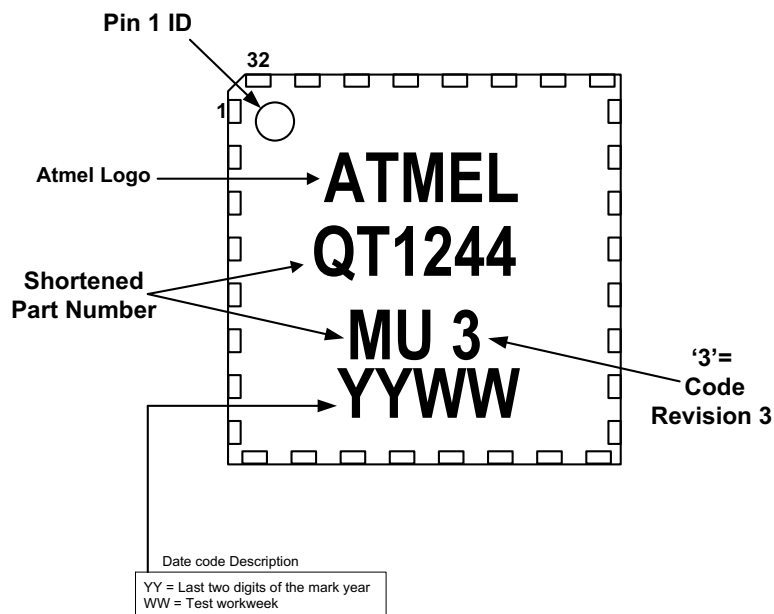 Pin 1 ID
32
1
Atmel Logo
ATMEL
QT1244
Shortened
Part Number
MU 3
‘3’=
Code
Revision 3
YYWW
Date code Description
YY = Last two digits of the mark year
WW = Test workweek